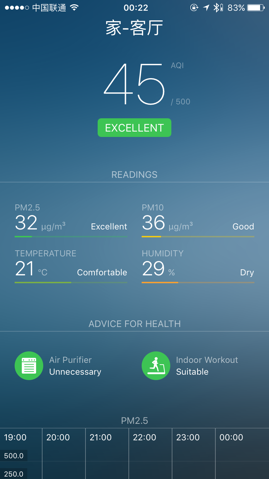 中国联通 00:22 83%
家-客厅
45 AQI
/ 500
EXCELLENT
READINGS
PM2.5 PM10
32 μg/m³ Excellent 36 μg/m³ Good
TEMPERATURE HUMIDITY
21 °C Comfortable 29 % Dry
ADVICE FOR HEALTH
Air Purifier Indoor Workout
Unnecessary Suitable
PM2.5
19:00 20:00 21:00 22:00 23:00 00:00
500.0
250.0